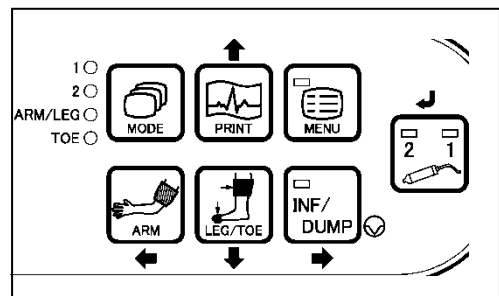 1
2
ARM/LEG
TOE
MODE
PRINT
MENU
2 1
ARM
LEG/TOE
INF/
DUMP